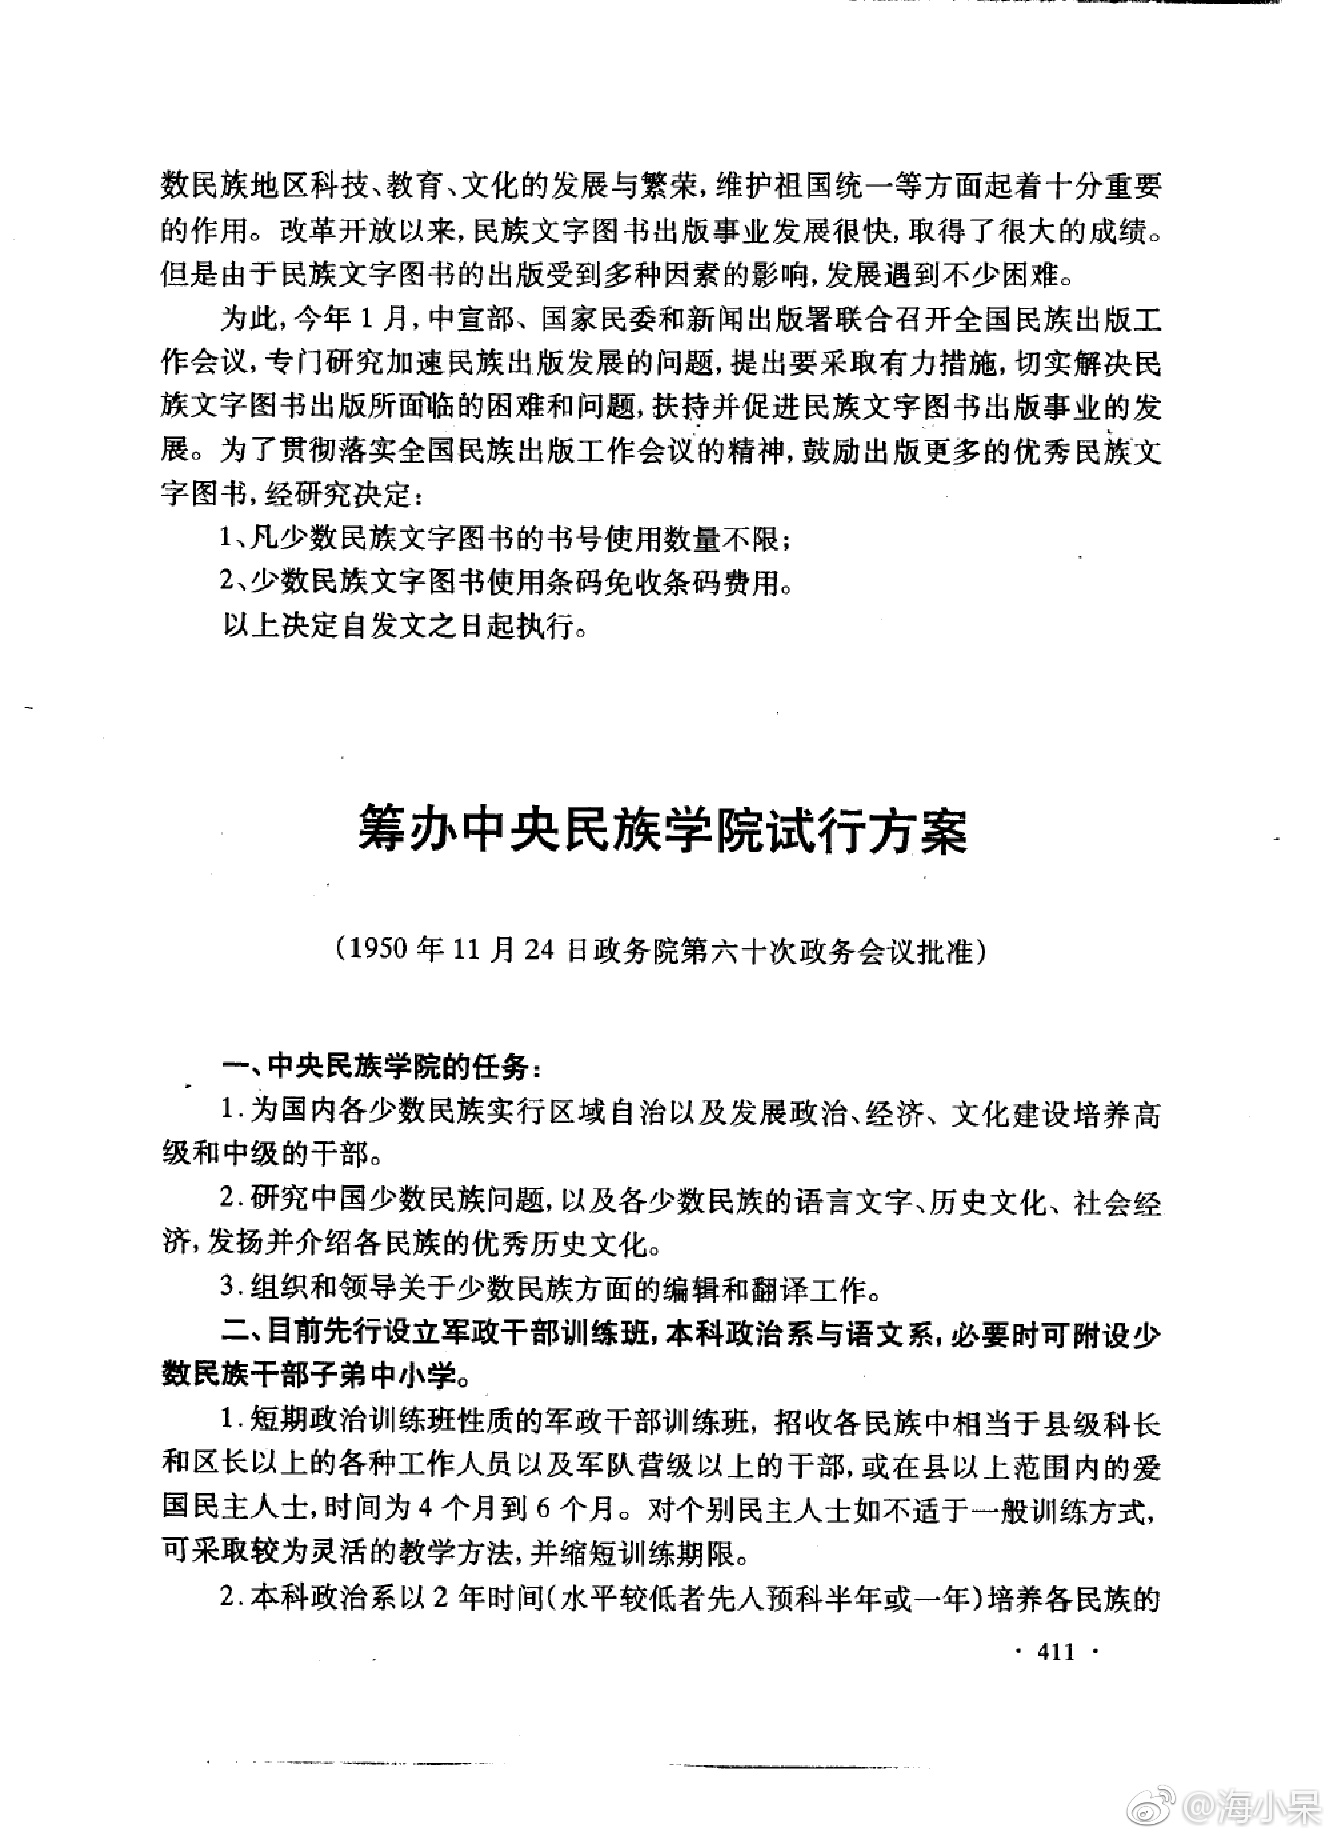 数民族地区科技、教育、文化的发展与繁荣,维护祖国统一等方面起着十分重要
的作用。改革开放以来,民族文字图书出版事业发展很快,取得了很大的成绩。
但是由于民族文字图书的出版受到多种因素的影响,发展遇到不少困难。
为此,今年1月,中宣部、国家民委和新闻出版署联合召开全国民族出版工
作会议,专门研究加速民族出版发展的问题,提出要采取有力措施,切实解决民
族文字图书出版所面临的困难和问题,扶持并促进民族文字图书出版事业的发
展。为了贯彻落实全国民族出版工作会议的精神,鼓励出版更多的优秀民族文
字图书,经研究决定:
1、凡少数民族文字图书的书号使用数量不限;
2、少数民族文字图书使用条码免收条码费用。
以上决定自发文之日起执行。
筹办中央民族学院试行方案
(1950年11月24日政务院第六十次政务会议批准)
一、中央民族学院的任务:
1.为国内各少数民族实行区域自治以及发展政治、经济、文化建设培养高
级和中级的干部。
2.研究中国少数民族问题,以及各少数民族的语言文字、历史文化、社会经
济,发扬并介绍各民族的优秀历史文化。
3.组织和领导关于少数民族方面的编辑和翻译工作。
二、目前先行设立军政干部训练班,本科政治系与语文系,必要时可附设少
数民族干部子弟中小学。
1.短期政治训练班性质的军政干部训练班,招收各民族中相当于县级科长
和区长以上的各种工作人员以及军队营级以上的干部,或在县以上范围内的爱
国民主人士,时间为4个月到6个月。对个别民主人士如不适于一般训练方式,
可采取较为灵活的教学方法,并缩短训练期限。
2.本科政治系以2年时间(水平较低者先入预科半年或一年)培养各民族的
· 411 ·
@海小呆